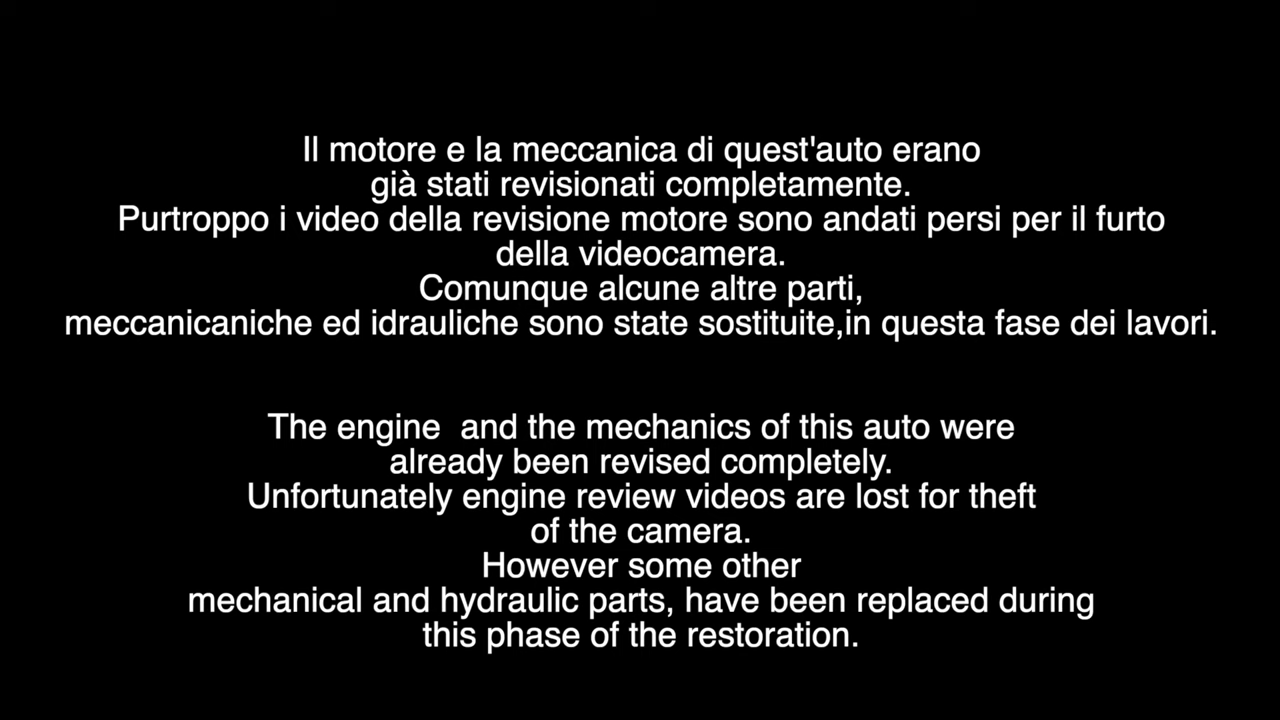 Il motore e la meccanica di quest'auto erano
già stati revisionati completamente.
Purtroppo i video della revisione motore sono andati persi per il furto
della videocamera.
Comunque alcune altre parti,
meccanicaniche ed idrauliche sono state sostituite,in questa fase dei lavori.
The engine  and the mechanics of this auto were
already been revised completely.
Unfortunately engine review videos are lost for theft
of the camera.
However some other
mechanical and hydraulic parts, have been replaced during
this phase of the restoration.